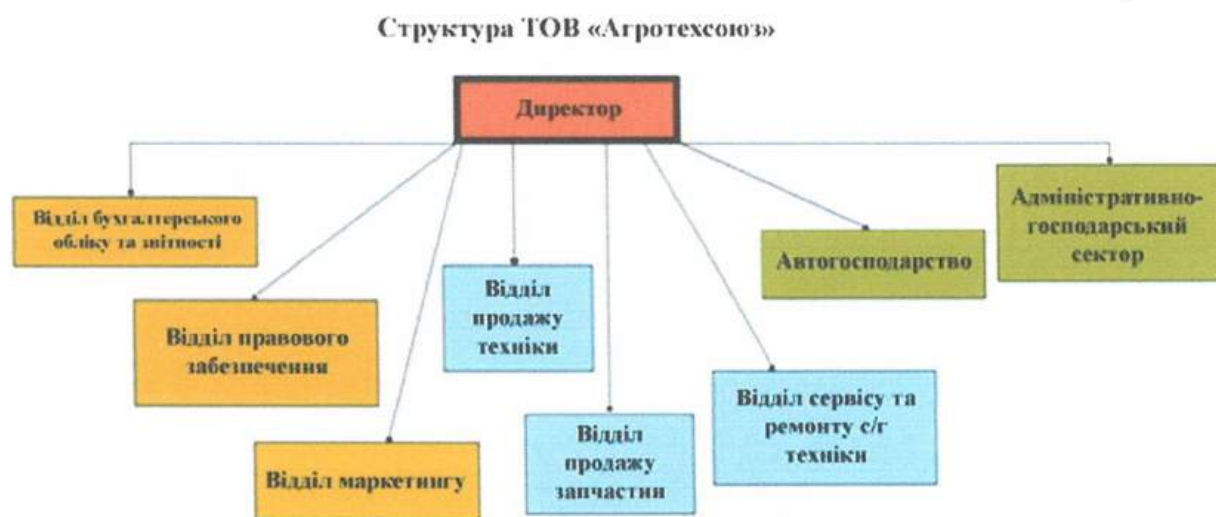 Структура ТОВ «Агротехсоюз»
Директор
Відділ бухгалтерського
обліку та звітності
Відділ правового
забезпечення
Відділ маркетингу
Відділ
продажу
техніки
Відділ
продажу
запчастин
Відділ сервісу та
ремонту с/г
техніки
Автогосподарство
Адміністративно-
господарський
сектор